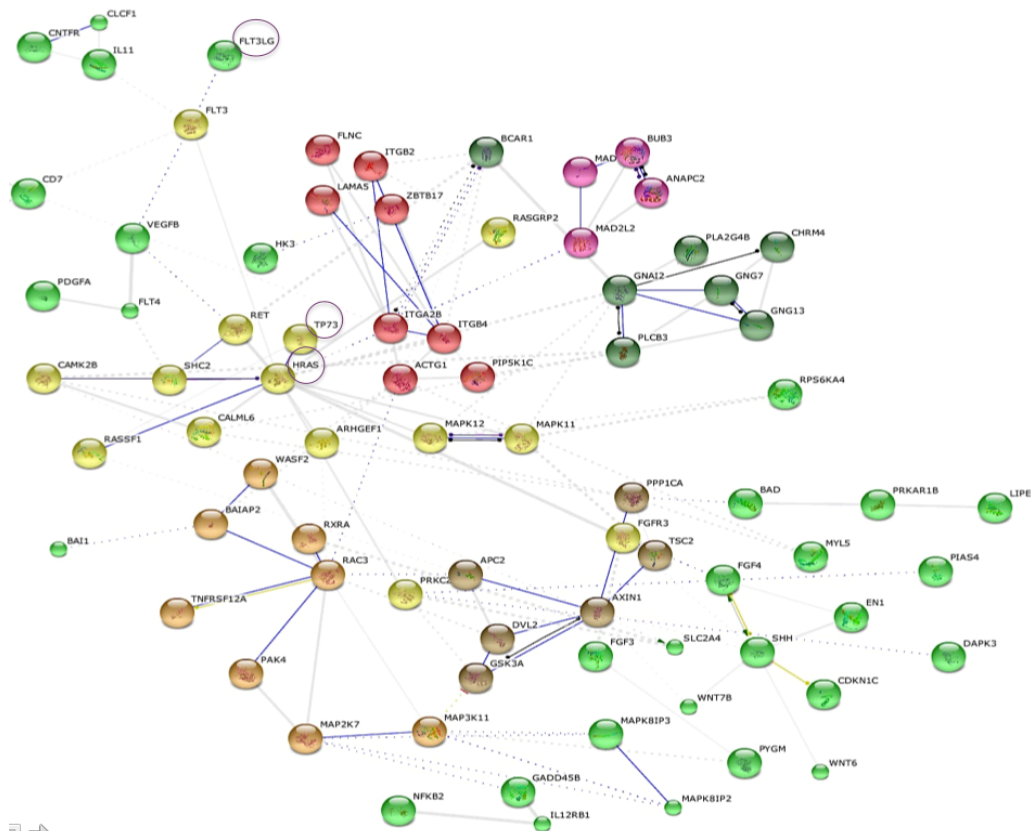 CLCF1
CNTFR
IL11
FLT3LG
FLT3
FLNC
ITGB2
BCAR1
MAD
BUB3
ANAPC2
CD7
LAMA5
ZBTB17
RASGRP2
MAD2L2
PLA2G4B
CHRM4
VEGFB
HK3
GNAI2
GNG7
PDGFA
FLT4
GNG13
RET
TP73
ITGA2B
ITGB4
PLCB3
CAMK2B
SHC2
HRAS
ACTG1
PIP5K1C
RPS6KA4
CALML6
ARHGEF1
MAPK12
MAPK11
RASSF1
WASF2
PPP1CA
BAD
PRKAR1B
LIPE
BAIAP2
RXRA
FGFR3
TSC2
MYL5
BAI1
RAC3
APC2
PIAS4
PRKCZ
FGF4
TNFRSF12A
AXIN1
EN1
DVL2
SLC2A4
SHH
DAPK3
FGF3
GSK3A
PAK4
CDKN1C
WNT7B
MAP2K7
MAP3K11
MAPK8IP3
PYGM
WNT6
GADD45B
NFKB2
MAPK8IP2
IL12RB1